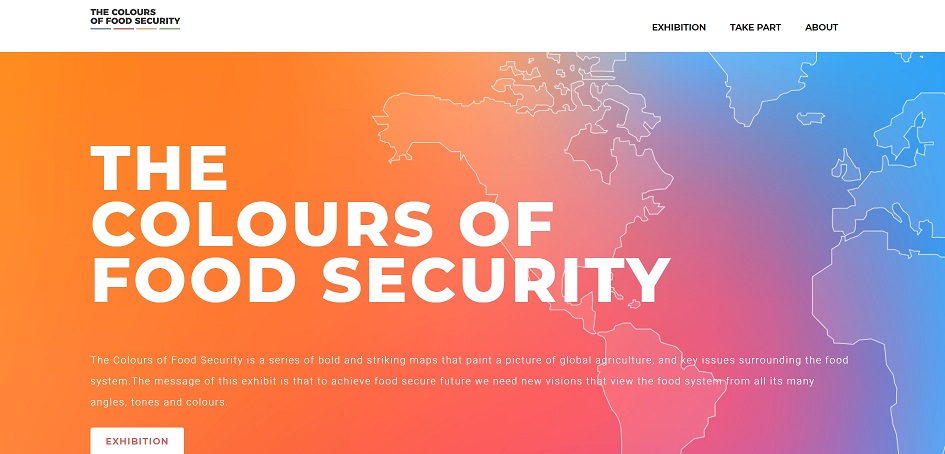 THE COLOURS
OF FOOD SECURITY
EXHIBITION TAKE PART ABOUT
THE
COLOURS OF
FOOD SECURITY
The Colours of Food Security is a series of bold and striking maps that paint a picture of global agriculture, and key issues surrounding the food
system.The message of this exhibit is that to achieve food secure future we need new visions that view the food system from all its many
angles, tones and colours.
EXHIBITION